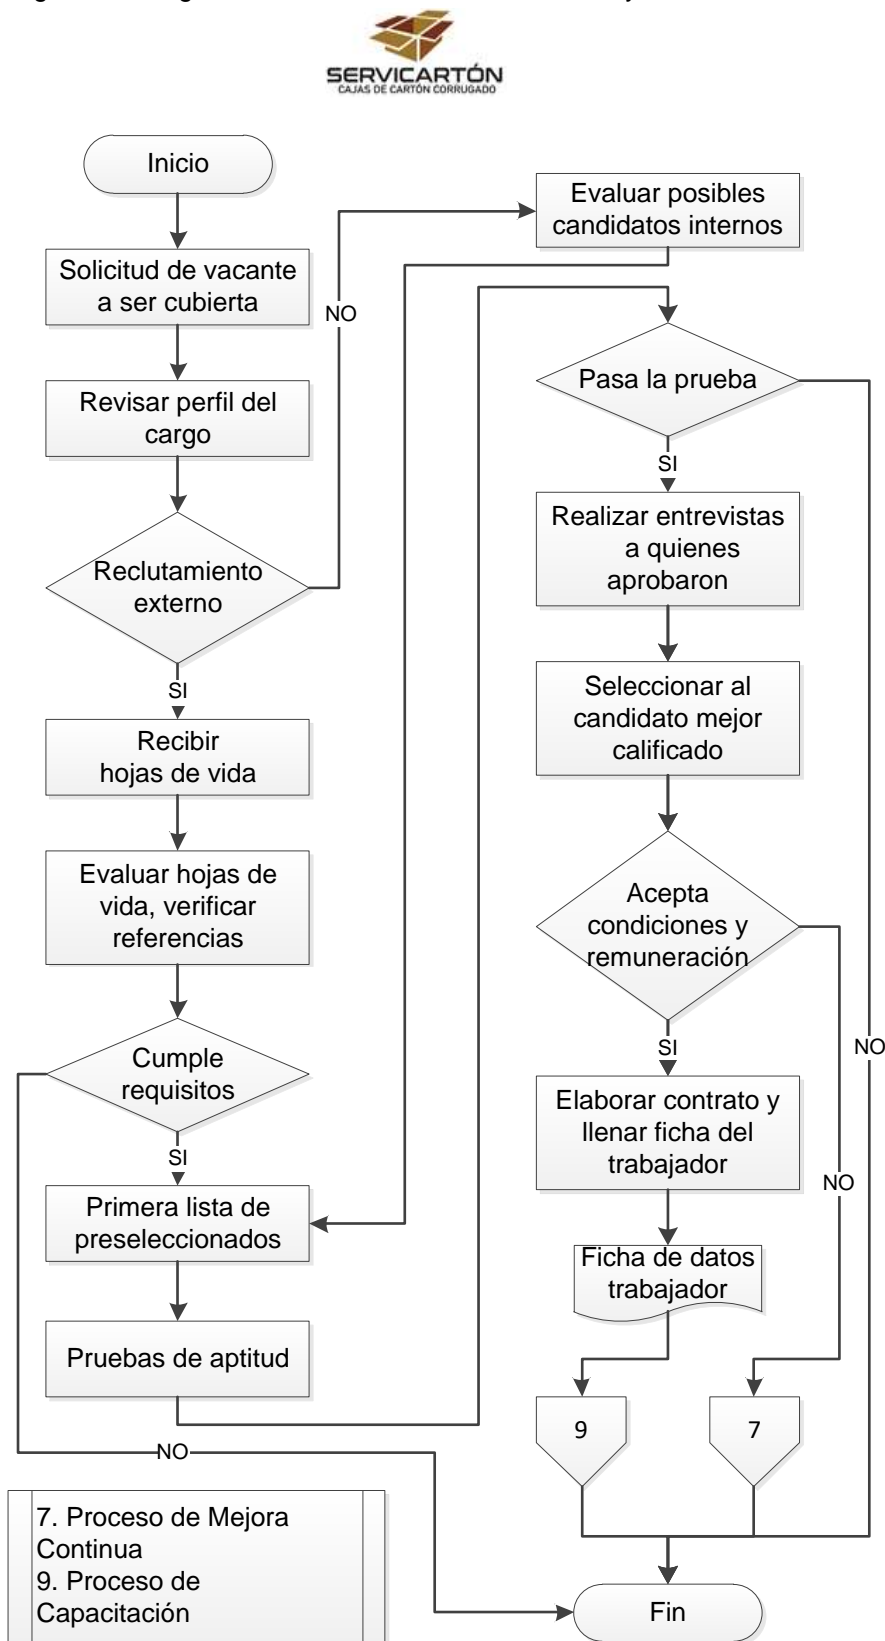 SERVICARTÓN
CAJAS DE CARTÓN CORRUGADO
Inicio
Solicitud de vacante
a ser cubierta
Revisar perfil del
cargo
Reclutamiento
externo
NO
SI
Recibir
hojas de vida
Evaluar hojas de
vida, verificar
referencias
Cumple
requisitos
SI
Primera lista de
preseleccionados
Pruebas de aptitud
NO
7. Proceso de Mejora
Continua
9. Proceso de
Capacitación
Evaluar posibles
candidatos internos
Pasa la prueba
SI
Realizar entrevistas
a quienes
aprobaron
Seleccionar al
candidato mejor
calificado
Acepta
condiciones y
remuneración
SI
NO
Elaborar contrato y
llenar ficha del
trabajador
NO
Ficha de datos
trabajador
9
7
Fin